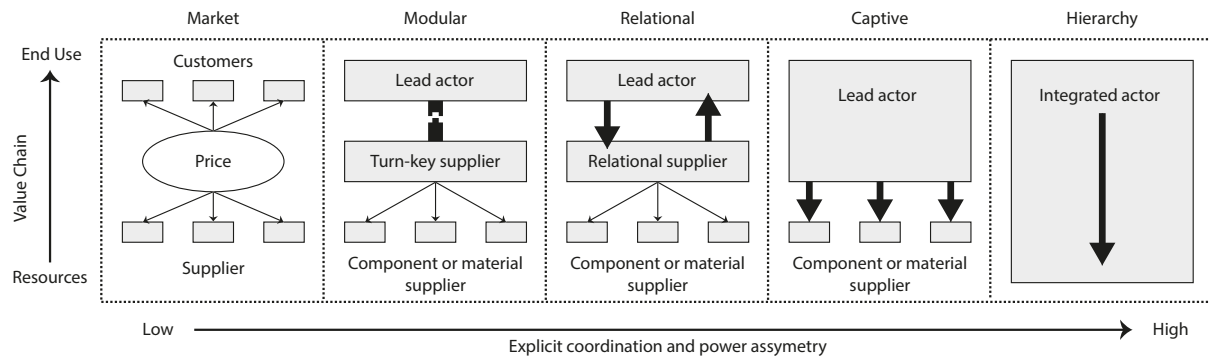 Market
Modular
Relational
Captive
Hierarchy
End Use
Value Chain
Resources
Customers
Price
Supplier
Lead actor
Turn-key supplier
Component or material
supplier
Lead actor
Relational supplier
Component or material
supplier
Lead actor
Component or material
supplier
Integrated actor
Low
High
Explicit coordination and power assymetry